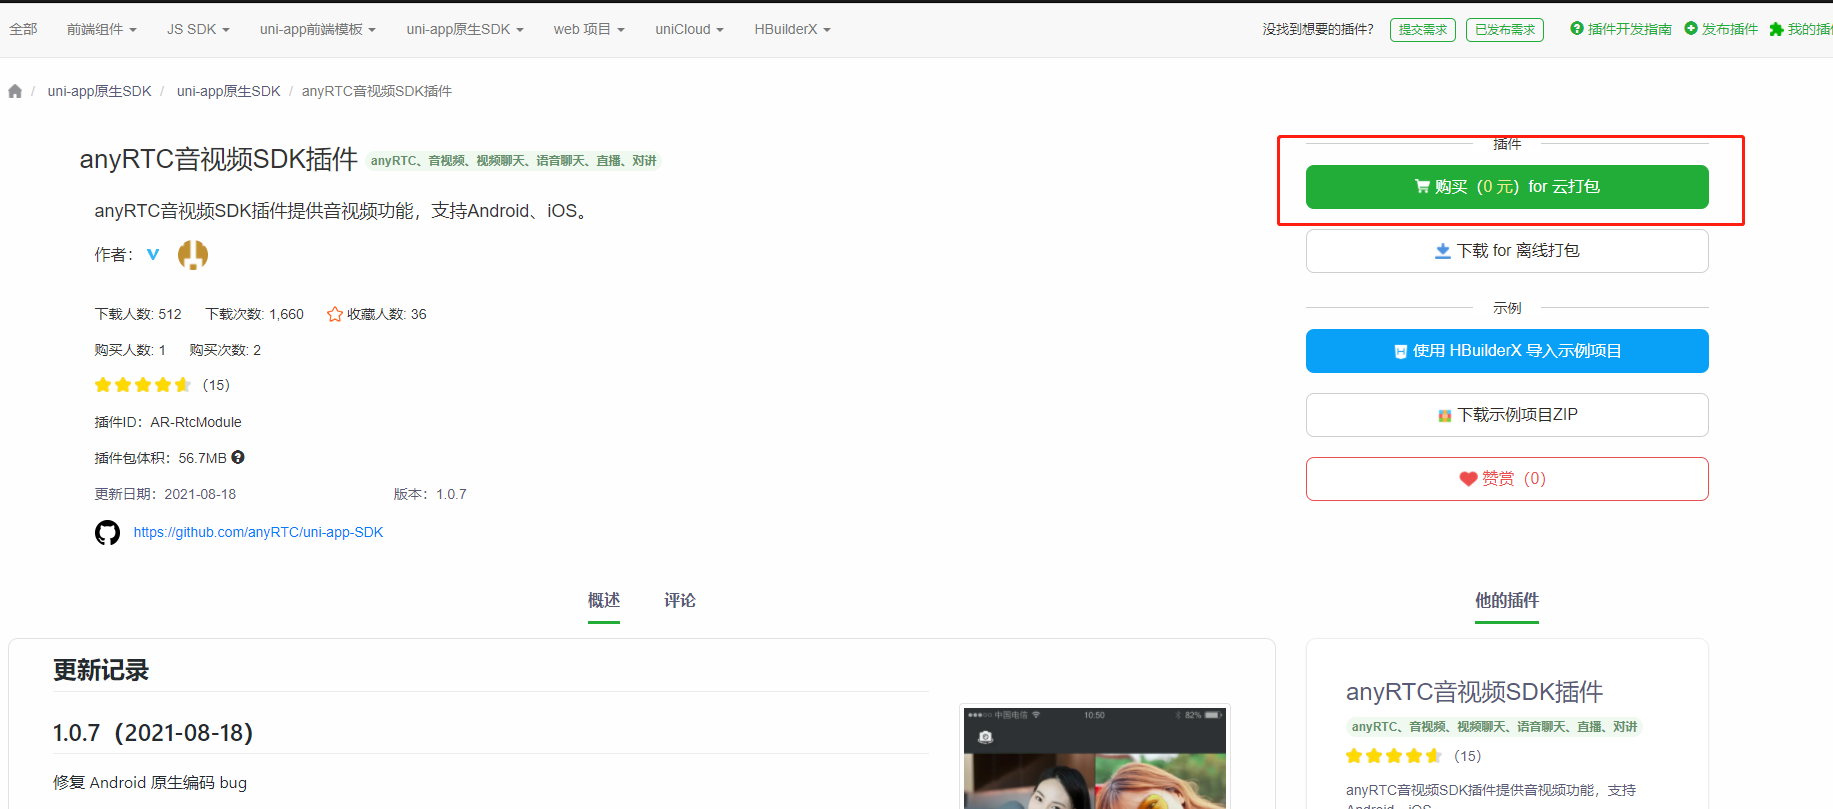 全部 前端组件 JS SDK uni-app前端模板 uni-app原生SDK web 项目 uniCloud HBuilderX 没找到想要的插件? 提交需求 已发布需求 插件开发指南 发布插件 我的插件
/ uni-app原生SDK / uni-app原生SDK / anyRTC音视频SDK插件
插件
anyRTC音视频SDK插件 anyRTC、音视频、视频聊天、语音聊天、直播、对讲
购买（0 元）for 云打包
anyRTC音视频SDK插件提供音视频功能，支持Android、iOS。
下载 for 离线打包
作者：
示例
下载人数: 512 下载次数: 1,660 收藏人数: 36
购买人数: 1 购买次数: 2
使用 HBuilderX 导入示例项目
（15）
下载示例项目ZIP
插件ID：AR-RtcModule
插件包体积：56.7MB
赞赏（0）
更新日期：2021-08-18 版本：1.0.7
https://github.com/anyRTC/uni-app-SDK
概述 评论 他的插件
更新记录
1.0.7（2021-08-18）
修复 Android 原生编码 bug
中国电信 10:50 82%
anyRTC音视频SDK插件
anyRTC、音视频、视频聊天、语音聊天、直播、对讲
（15）
anyRTC音视频SDK插件提供音视频功能，支持
Android、iOS。